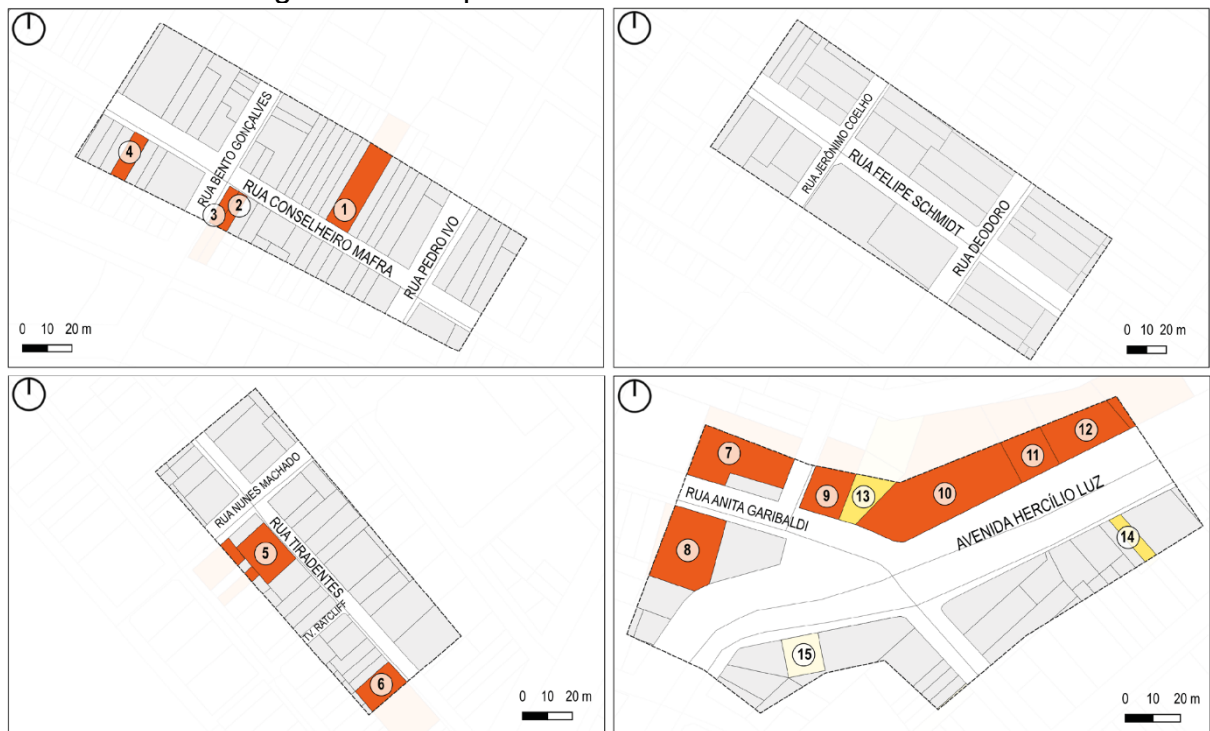 4
3
2
1
RUA BENTO GONÇALVES
RUA CONSELHEIRO MAFRA
RUA PEDRO IVO
0 10 20 m
RUA JERÔNIMO COELHO
RUA FELIPE SCHMIDT
RUA DEODORO
0 10 20 m
RUA NUNES MACHADO
5
RUA TIRADENTES
TV. RATCLIFF
6
0 10 20 m
7
RUA ANITA GARIBALDI
8
9
13
10
11
12
AVENIDA HERCÍLIO LUZ
14
15
0 10 20 m